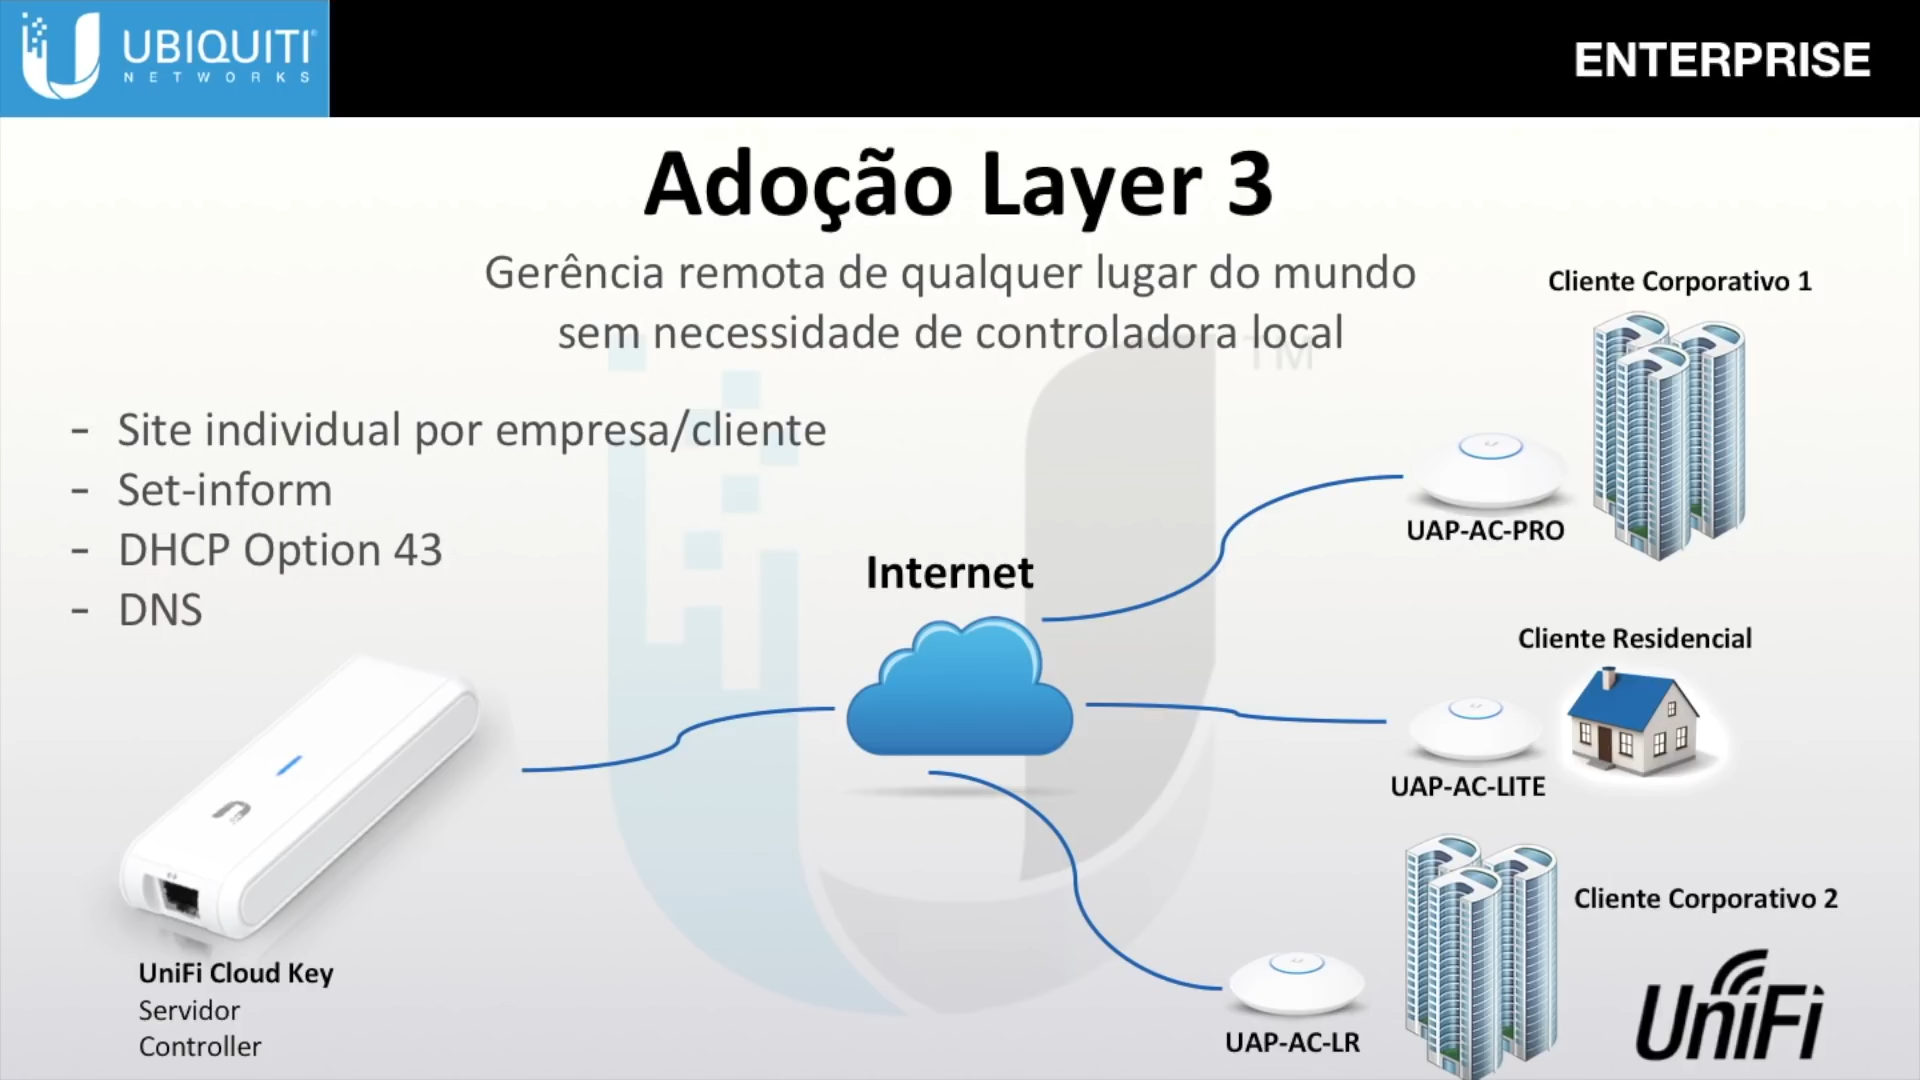 UBIQUITI
NETWORKS
ENTERPRISE
Adoção Layer 3
Gerência remota de qualquer lugar do mundo
sem necessidade de controladora local
TM
- Site individual por empresa/cliente
- Set-inform
- DHCP Option 43
- DNS
Internet
Cliente Corporativo 1
UAP-AC-PRO
Cliente Residencial
UAP-AC-LITE
Cliente Corporativo 2
UAP-AC-LR
UniFi Cloud Key
Servidor
Controller
UniFi